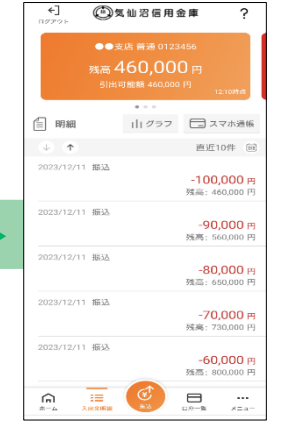 ログアウト
気仙沼信用金庫
?
●●支店 普通 0123456
残高 460,000 円
引出可能額 460,000 円
12:10時点
明細
グラフ
スマホ通帳
直近10件
2023/12/11 振込
-100,000 円
残高: 460,000 円
2023/12/11 振込
-90,000 円
残高: 560,000 円
2023/12/11 振込
-80,000 円
残高: 650,000 円
2023/12/11 振込
-70,000 円
残高: 730,000 円
2023/12/11 振込
-60,000 円
残高: 800,000 円
ホーム
入出金明細
振込
口座一覧
メニュー